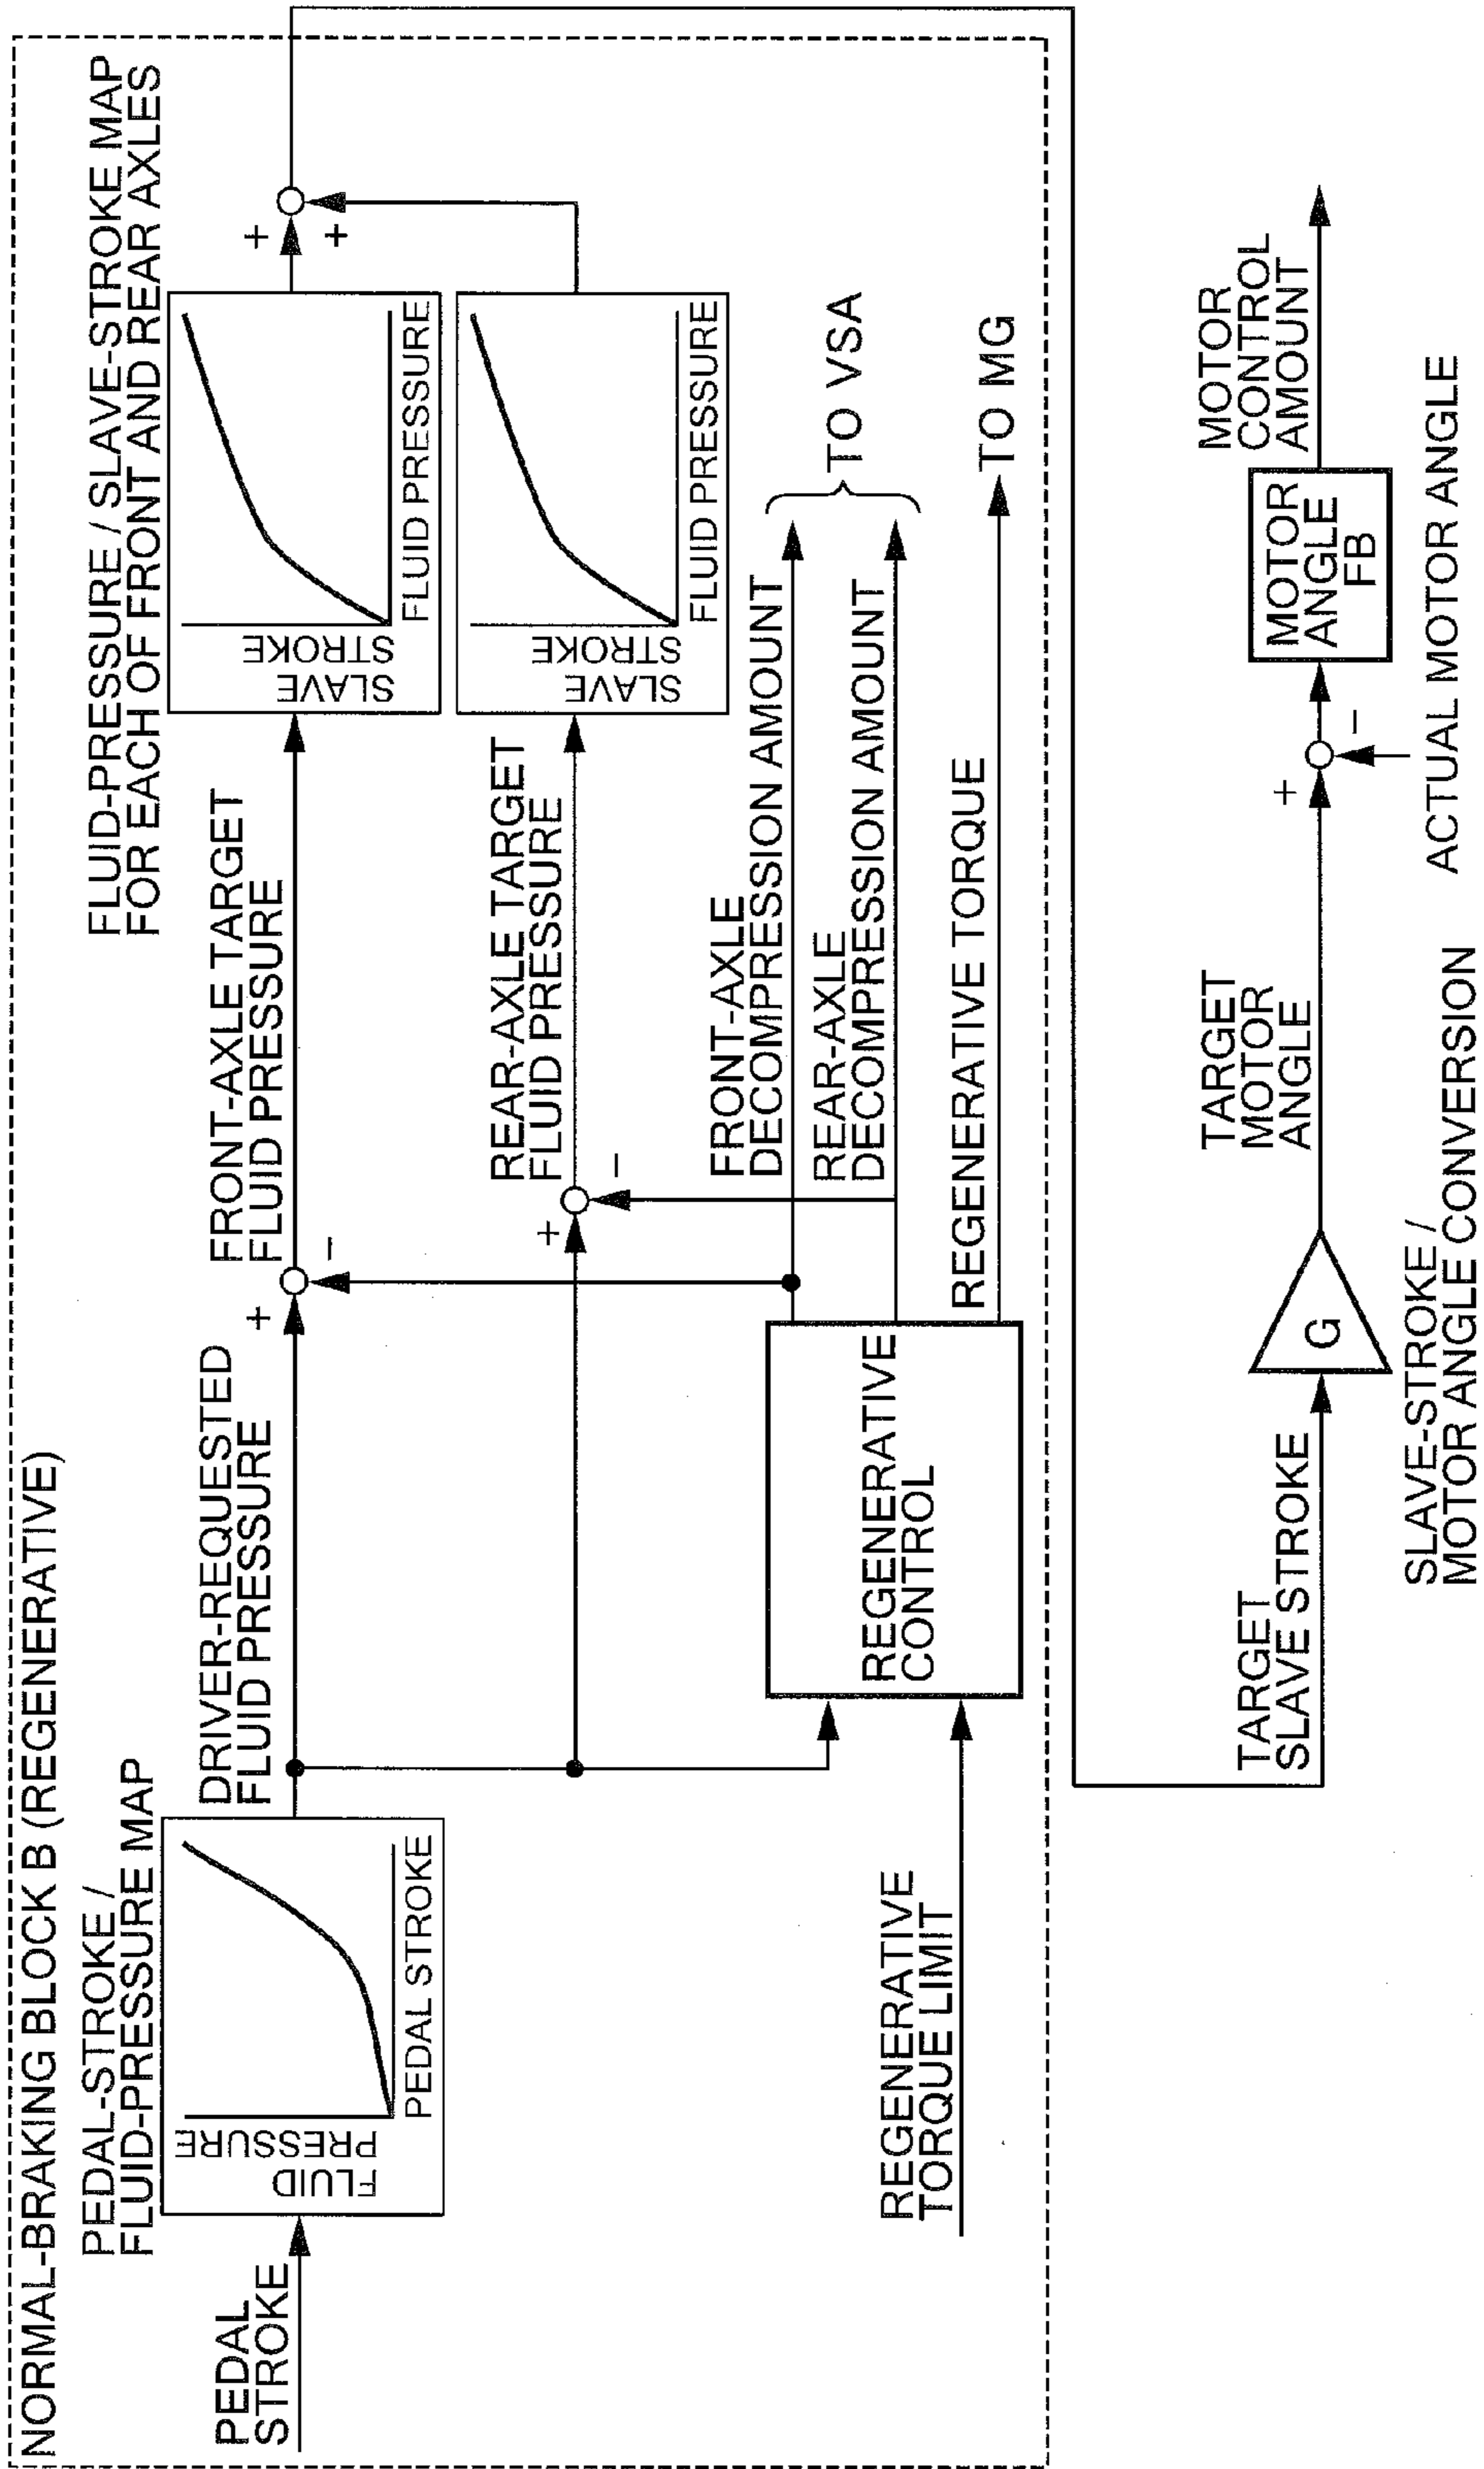 NORMAL-BRAKING BLOCK B (REGENERATIVE)
PEDAL-STROKE /
FLUID-PRESSURE MAP
FLUID
PRESSURE
PEDAL STROKE
PEDAL
STROKE
DRIVER-REQUESTED
FLUID PRESSURE
+
−
FRONT-AXLE TARGET
FLUID PRESSURE
FLUID-PRESSURE / SLAVE-STROKE MAP
FOR EACH OF FRONT AND REAR AXLES
SLAVE
STROKE
FLUID PRESSURE
+
+
+
−
REAR-AXLE TARGET
FLUID PRESSURE
SLAVE
STROKE
FLUID PRESSURE
REGENERATIVE
TORQUE LIMIT
REGENERATIVE
CONTROL
FRONT-AXLE
DECOMPRESSION AMOUNT
REAR-AXLE
DECOMPRESSION AMOUNT
TO VSA
REGENERATIVE TORQUE
TO MG
TARGET
SLAVE STROKE
G
SLAVE-STROKE /
MOTOR ANGLE CONVERSION
TARGET
MOTOR
ANGLE
+
−
ACTUAL MOTOR ANGLE
MOTOR
ANGLE
FB
MOTOR
CONTROL
AMOUNT